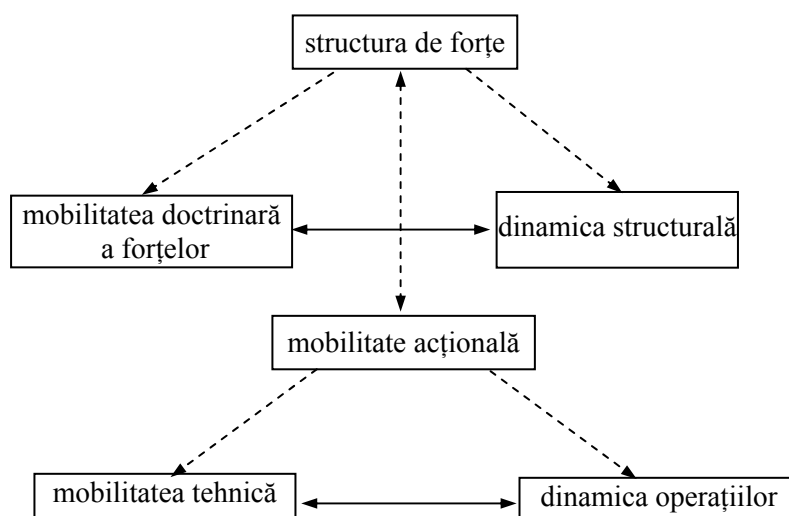 structura de forțe
mobilitatea doctrinară
a forțelor
dinamica structurală
mobilitate acțională
mobilitatea tehnică
dinamica operațiilor